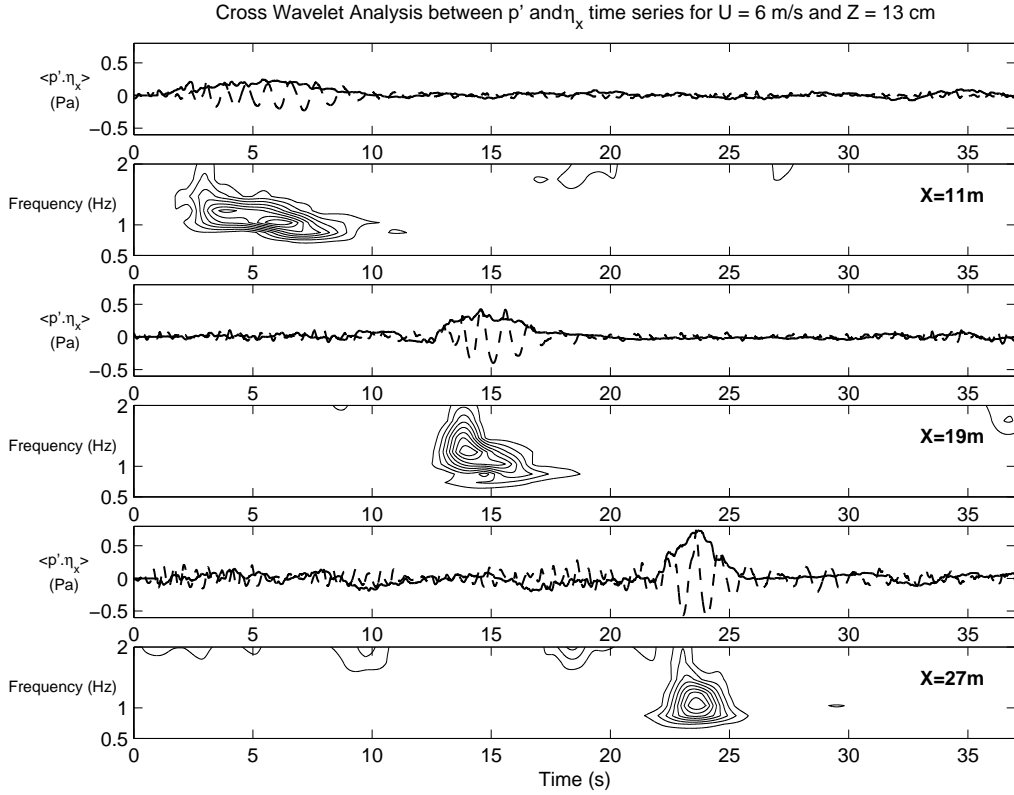 Cross Wavelet Analysis between p' andηx time series for U = 6 m/s and Z = 13 cm
<p'.ηx>
(Pa)
0.5
0
−0.5
0 5 10 15 20 25 30 35
Frequency (Hz)
2
1
0.5
X=11m
0 5 10 15 20 25 30 35
<p'.ηx>
(Pa)
0.5
0
−0.5
0 5 10 15 20 25 30 35
Frequency (Hz)
2
1
0.5
X=19m
0 5 10 15 20 25 30 35
<p'.ηx>
(Pa)
0.5
0
−0.5
0 5 10 15 20 25 30 35
Frequency (Hz)
2
1
0.5
X=27m
0 5 10 15 20 25 30 35
Time (s)